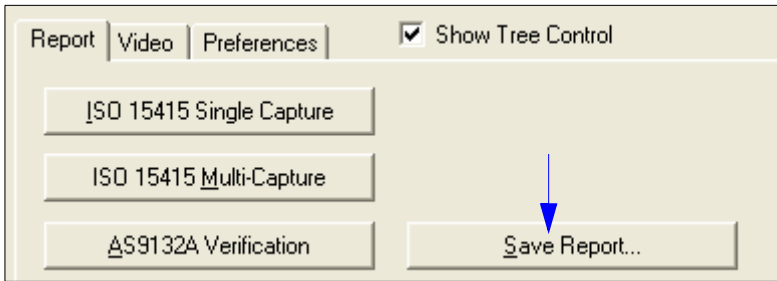 Report Video Preferences Show Tree Control
ISO 15415 Single Capture
ISO 15415 Multi-Capture
AS9132A Verification Save Report...